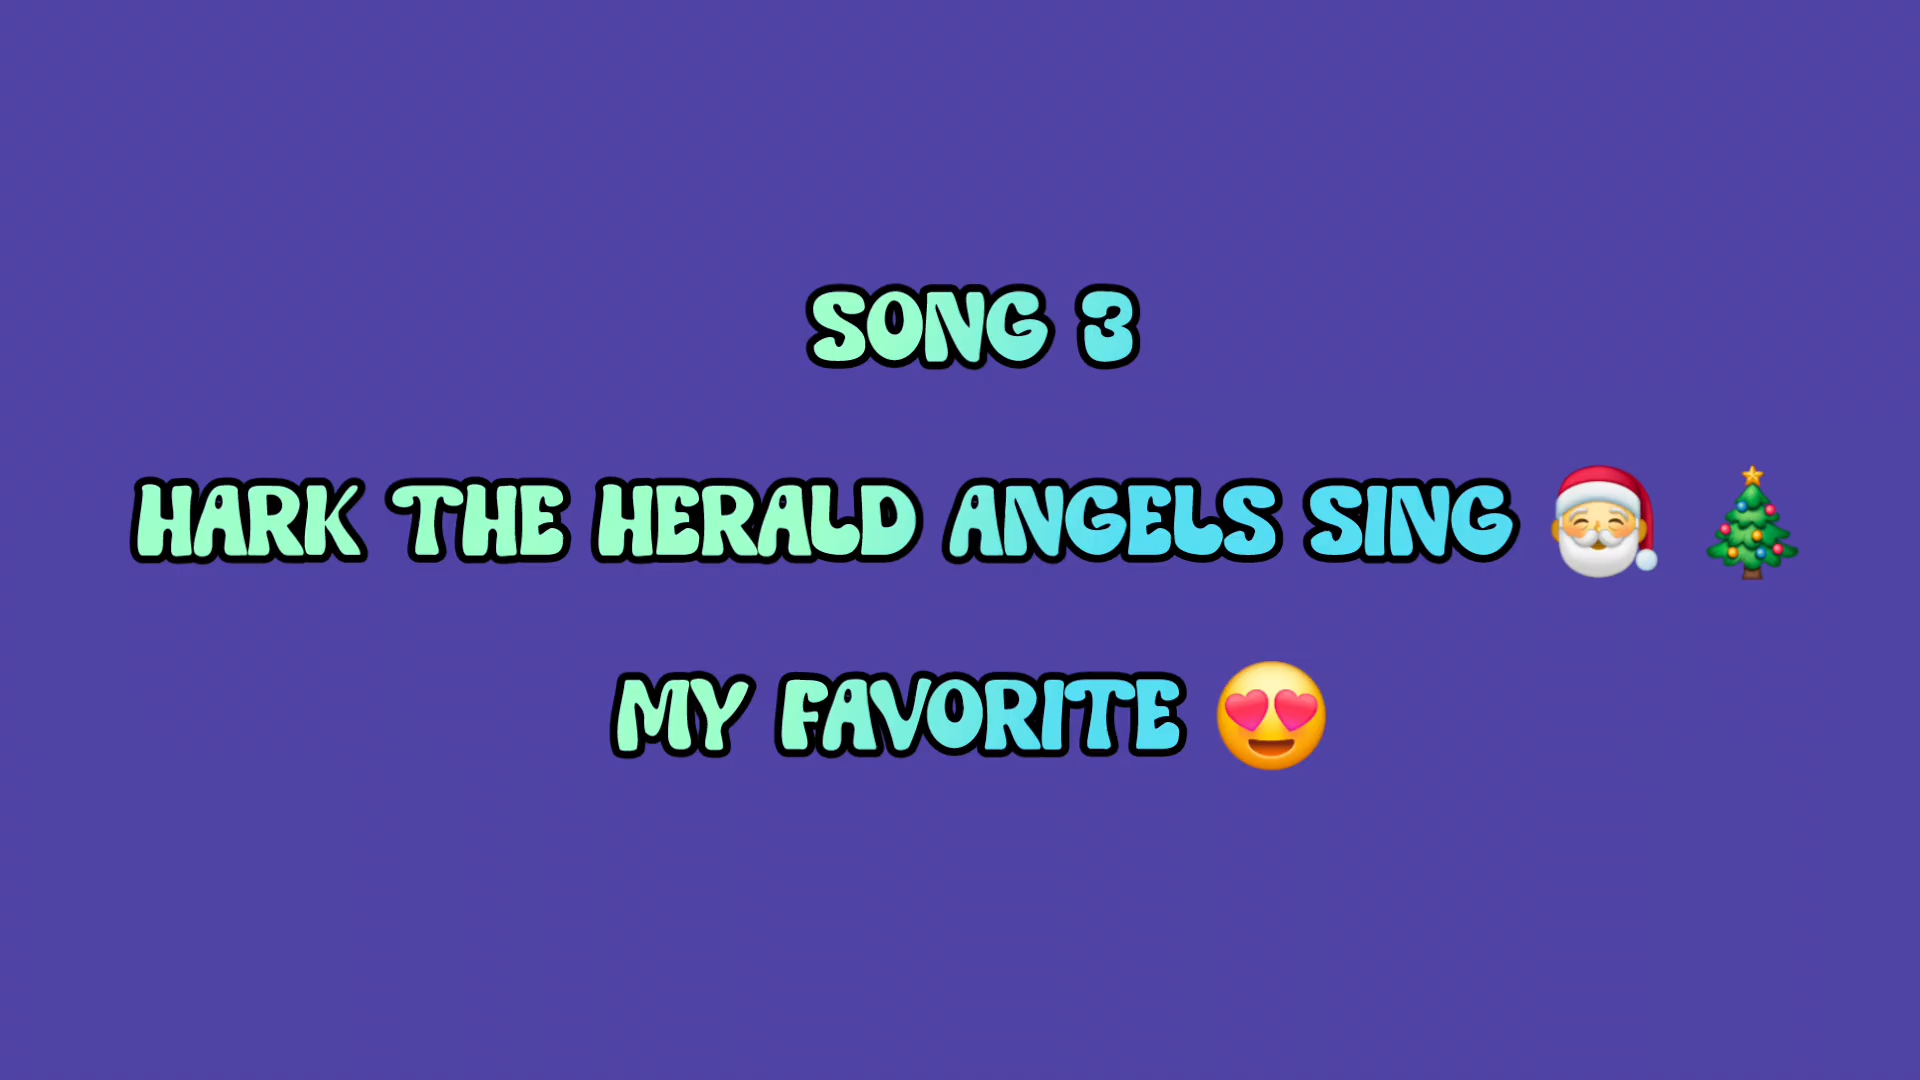 SONG 3
HARK THE HERALD ANGELS SING 🎅 🎄
MY FAVORITE 😍